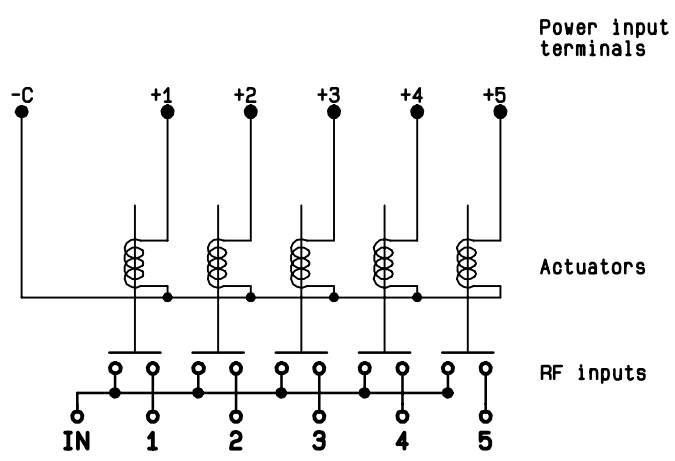 Power input
terminals
-C +1 +2 +3 +4 +5
Actuators
RF inputs
IN 1 2 3 4 5